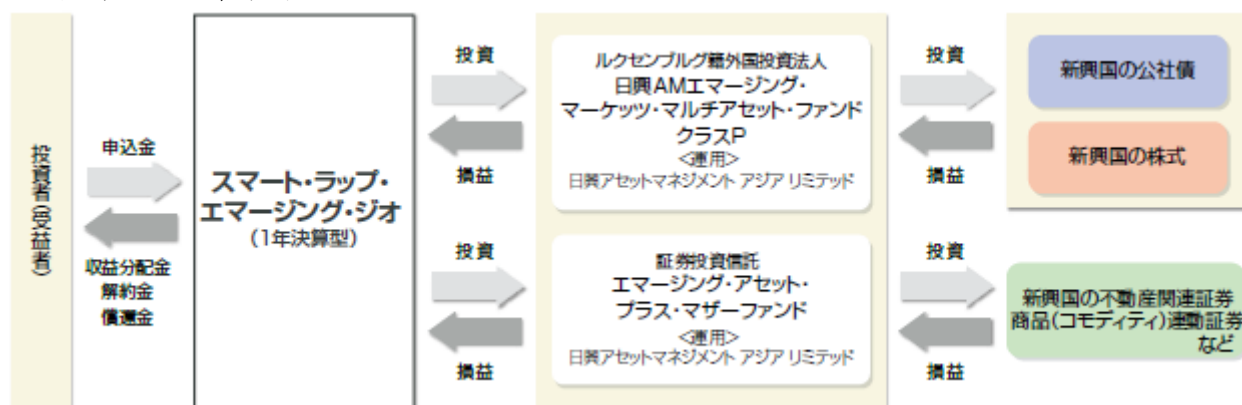 投資者(受益者)
申込金
収益分配金
解約金
償還金
スマート・ラップ・
エマージング・ジオ
(1年決算型)
投資
損益
投資
損益
ルクセンブルグ籍外国投資法人
日興AMエマージング・
マーケッツ・マルチアセット・ファンド
クラスP
<運用>
日興アセットマネジメント アジア リミテッド
証券投資信託
エマージング・アセット・
プラス・マザーファンド
<運用>
日興アセットマネジメント アジア リミテッド
投資
損益
投資
損益
新興国の公社債
新興国の株式
新興国の不動産関連証券
商品(コモディティ)連動証券
など